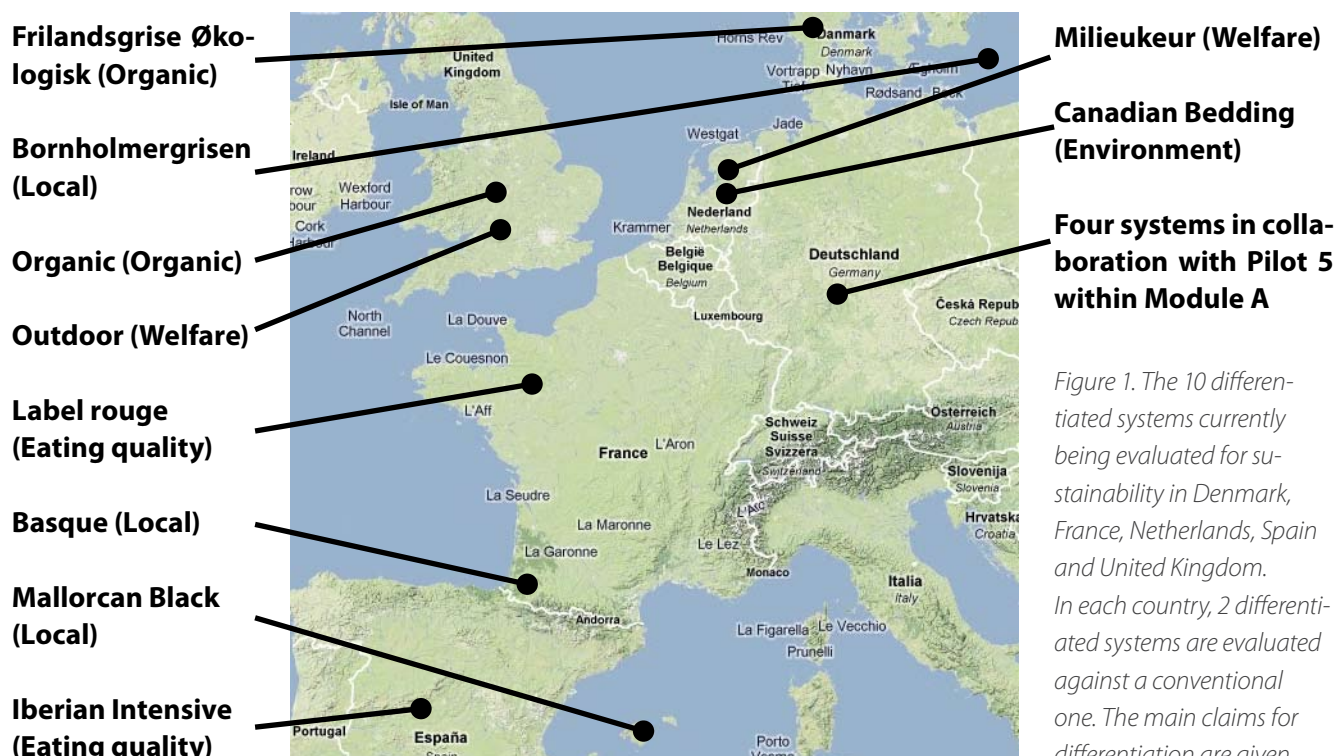 Frilandsgrise Øko-
logisk (Organic)
Bornholmergrisen
(Local)
Organic (Organic)
Outdoor (Welfare)
Label rouge
(Eating quality)
Basque (Local)
Mallorcan Black
(Local)
Iberian Intensive
(Eating quality)
Horns Rev
Danmark
Denmark
United
Kingdom
Vortrapp
Nyhavn
Rødsand
Isle of Man
Westgat
Jade
Ireland
Wexford
Harbour
Cork
Nederland
Netherlands
Krammer
België
Belgique
Belgium
Deutschland
Germany
Česká Repub
Czech Repub
North
Channel
La Douve
Luxembourg
Le Couesnon
L'Aff
Österreich
Austria
Schweiz
Suisse
Svizzera
Switzerland
France
L'Aron
Slovenija
Slovenia
La Seudre
Hrvatska
Croatia
L'Arc
La Maronne
La Garonne
Le Lez
Monaco
Italia
Italy
Andorra
La Figarella
Le Vecchio
Prunelli
Portugal
España
Porto
Milieukeur (Welfare)
Canadian Bedding
(Environment)
Four systems in colla-
boration with Pilot 5
within Module A
Figure 1. The 10 differen-
tiated systems currently
being evaluated for su-
stainability in Denmark,
France, Netherlands, Spain
and United Kingdom.
In each country, 2 differenti-
ated systems are evaluated
against a conventional
one. The main claims for
differentiation are given